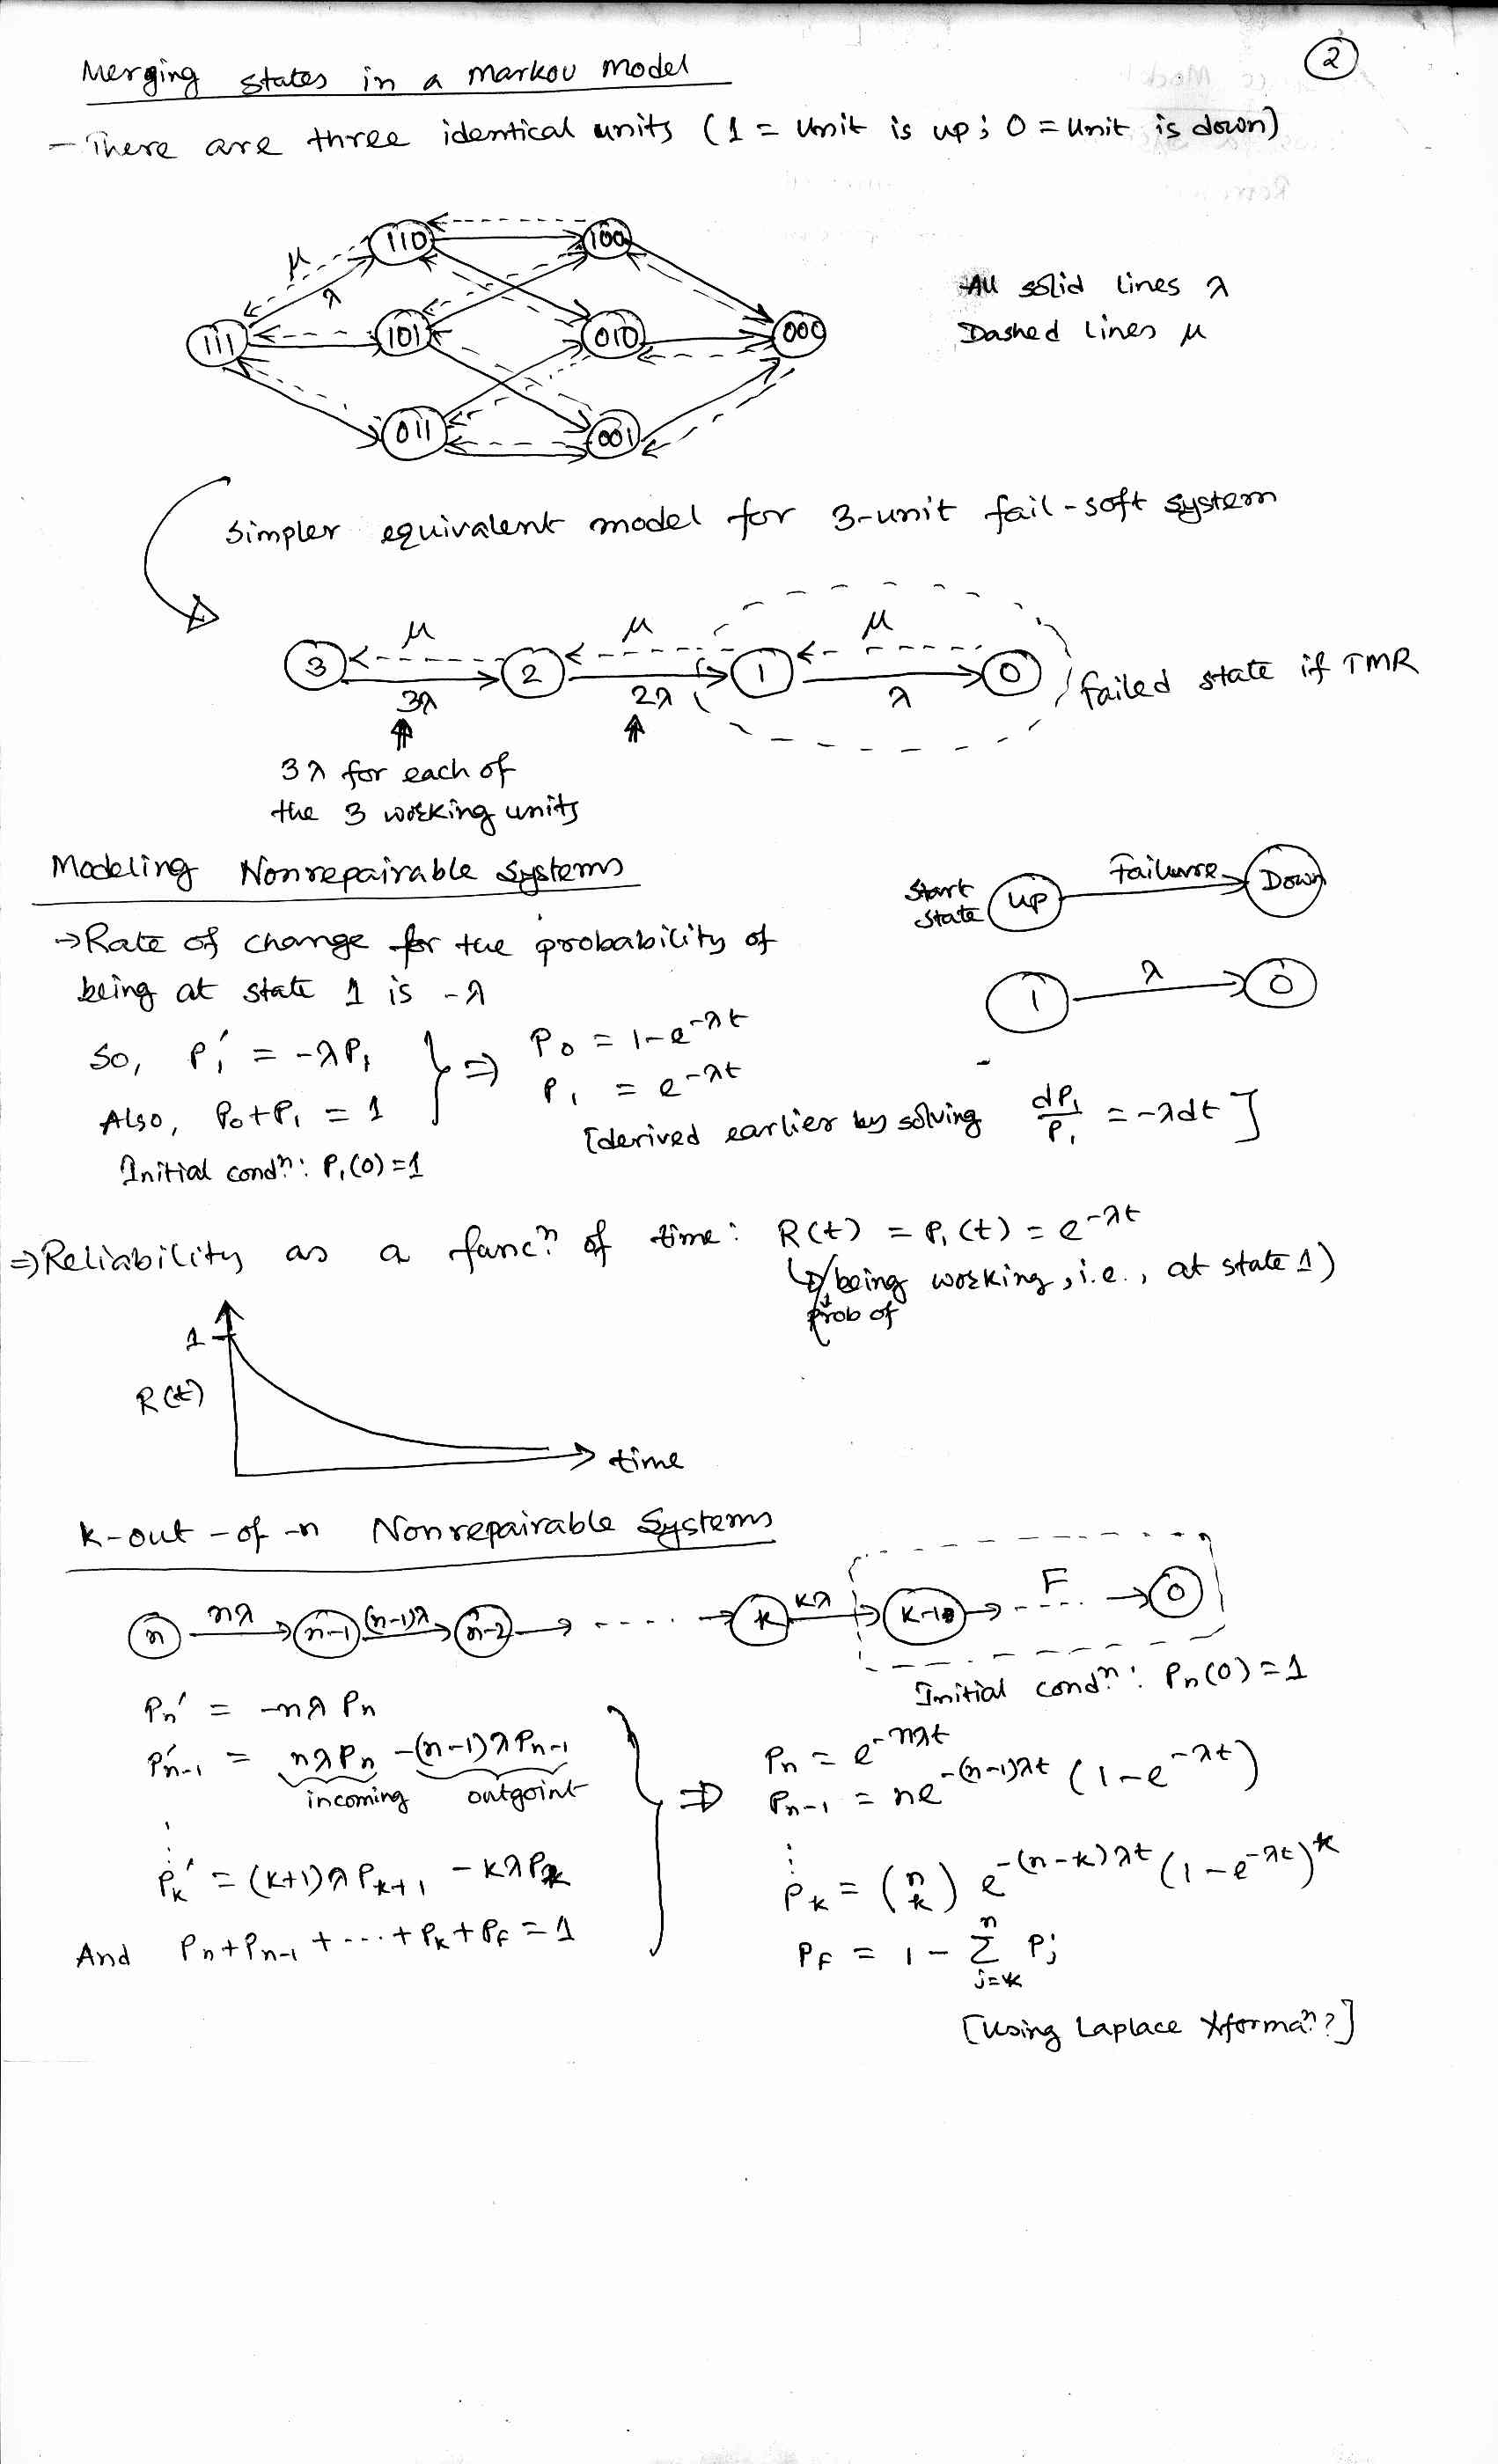 2
Merging states in a Markov Model
- There are three identical units (1 = Unit is up; 0 = Unit is down)
110 100
μ
λ
111 101 010 000
011 001
All solid lines λ
Dashed lines μ
Simpler equivalent model for 3-unit fail-soft system
μ μ μ
3 2 1 0
3λ 2λ λ
failed state if TMR
3λ for each of
the 3 working units
Modeling Nonrepairable Systems
Start state Up Failure Down
1 λ 0
→ Rate of change for the probability of
being at state 1 is -λ
So, P₁' = -λP₁
Also, P₀+P₁ = 1
Initial condⁿ: P₁(0)=1
⇒ P₀ = 1-e^{-λt}
P₁ = e^{-λt}
[derived earlier by solving dP₁/P₁ = -λdt]
⇒ Reliability as a funcⁿ of time: R(t) = P₁(t) = e^{-λt}
prob of being working, i.e., at state 1)
1
R(t)
time
k-out-of-n Nonrepairable Systems
n nλ n-1 (n-1)λ n-2 .... k kλ k-1 F .... 0
Initial condⁿ: Pₙ(0)=1
Pₙ' = -nλPₙ
P'ₙ₋₁ = nλPₙ -(n-1)λPₙ₋₁
incoming outgoint
⋮
Pₖ' = (k+1)λPₖ₊₁ - kλPₖ
And Pₙ+Pₙ₋₁+....+Pₖ+P_F = 1
⇒ Pₙ = e^{-nλt}
Pₙ₋₁ = ne^{-(n-1)λt} (1-e^{-λt})
⋮
Pₖ = (n k) e^{-(n-k)λt} (1-e^{-λt})^k
P_F = 1 - Σ_{j=k}^{n} Pⱼ
[Using Laplace Xformaⁿ?]